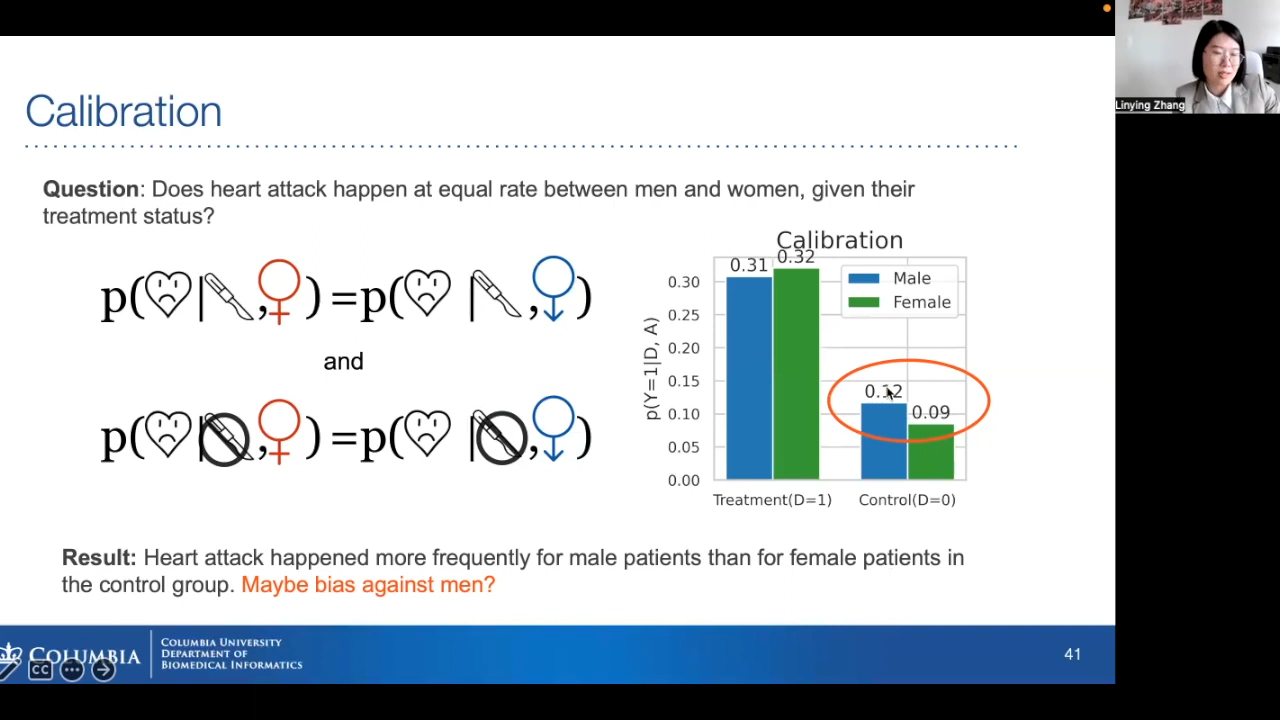 Linying Zhang
Calibration
Question: Does heart attack happen at equal rate between men and women, given their
treatment status?
p( | , ) =p( | , )
and
p( | , ) =p( | , )
Calibration
0.31 0.32
Male
Female
0.12
0.09
0.30
0.25
0.20
0.15
0.10
0.05
0.00
p(Y=1|D, A)
Treatment(D=1) Control(D=0)
Result: Heart attack happened more frequently for male patients than for female patients in
the control group. Maybe bias against men?
COLUMBIA
COLUMBIA UNIVERSITY
DEPARTMENT OF
BIOMEDICAL INFORMATICS
CC
41